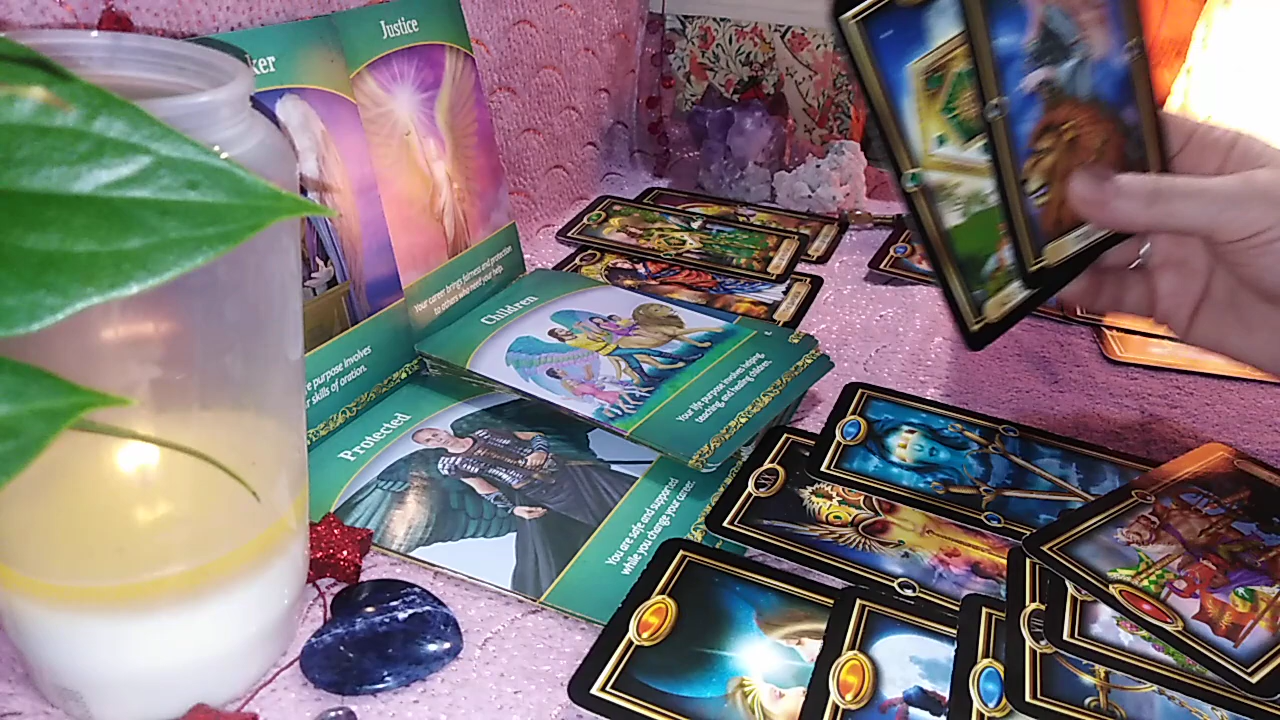 ker
Justice
Your career brings fairness and protection
to others who need your help.
e purpose involves
r skills of oration.
Children
Your life purpose involves helping,
teaching, and healing children.
Protected
You are safe and supported
while you change your career.